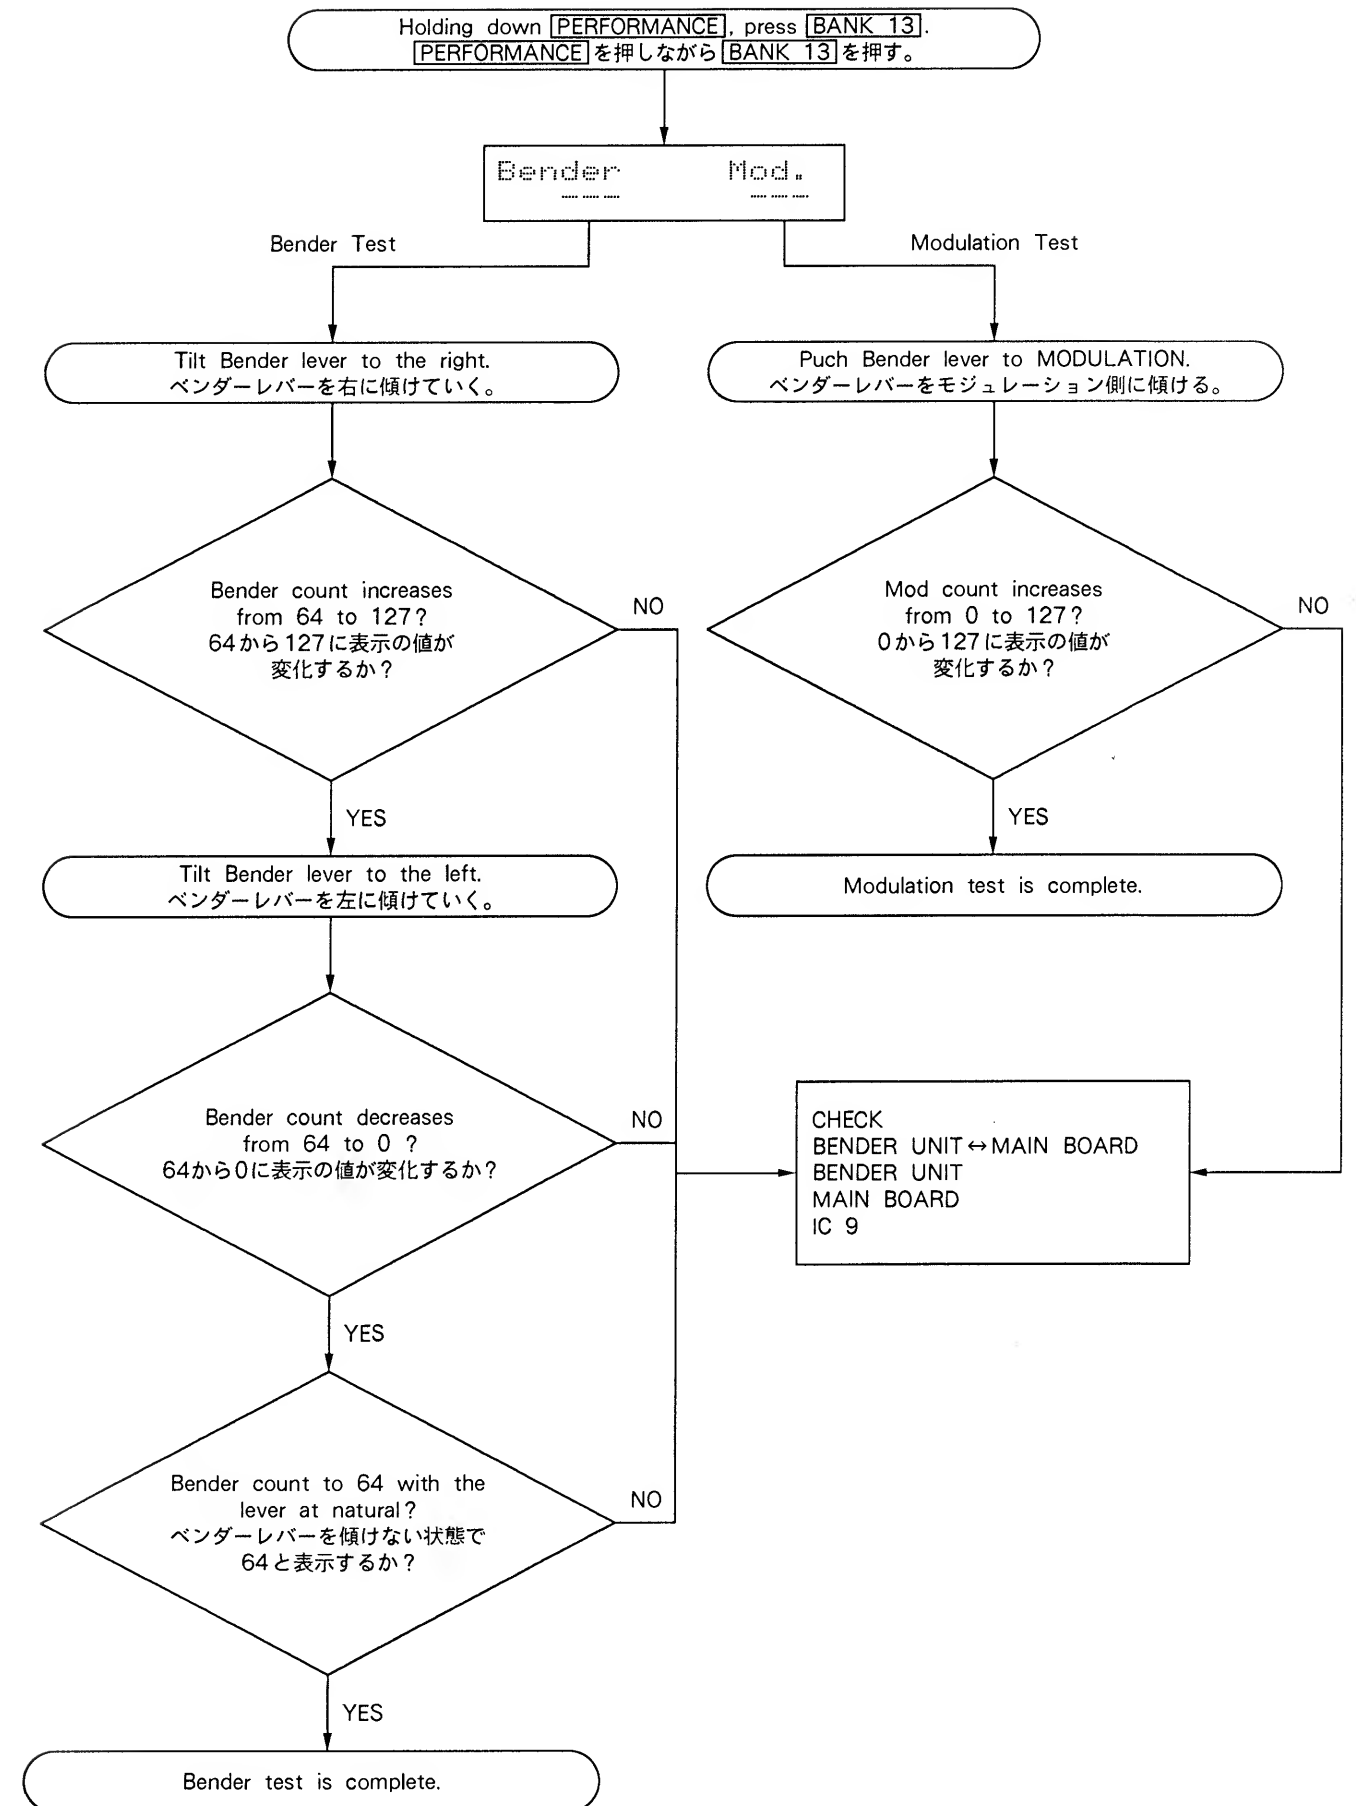 Holding down PERFORMANCE, press BANK 13.
PERFORMANCE を押しながら BANK 13 を押す。
Bender Mod.
--- ---
Bender Test
Modulation Test
Tilt Bender lever to the right.
ベンダーレバーを右に傾けていく。
Puch Bender lever to MODULATION.
ベンダーレバーをモジュレーション側に傾ける。
Bender count increases
from 64 to 127?
64から127に表示の値が
変化するか?
NO
Mod count increases
from 0 to 127?
0から127に表示の値が
変化するか?
NO
YES
YES
Tilt Bender lever to the left.
ベンダーレバーを左に傾けていく。
Modulation test is complete.
Bender count decreases
from 64 to 0 ?
64から0に表示の値が変化するか?
NO
CHECK
BENDER UNIT↔MAIN BOARD
BENDER UNIT
MAIN BOARD
IC 9
YES
Bender count to 64 with the
lever at natural?
ベンダーレバーを傾けない状態で
64と表示するか?
NO
YES
Bender test is complete.